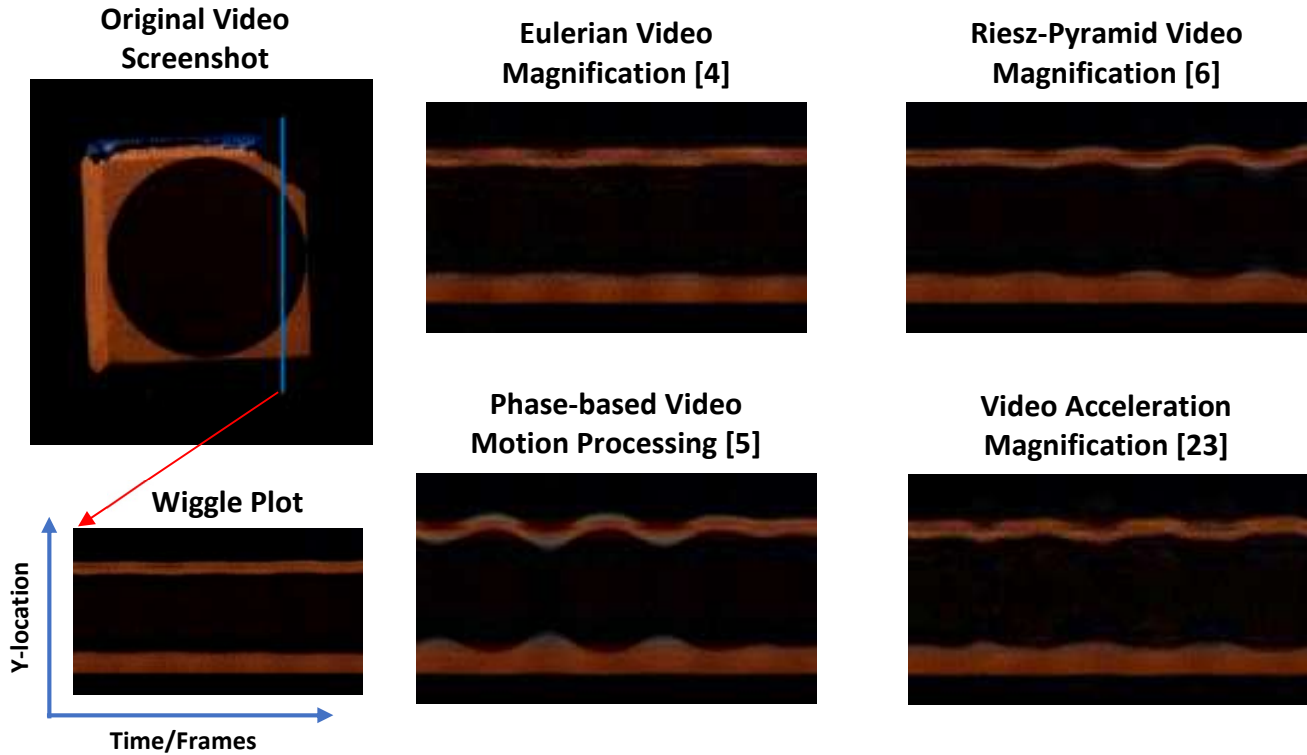 Original Video
Screenshot
Eulerian Video
Magnification [4]
Riesz-Pyramid Video
Magnification [6]
Phase-based Video
Motion Processing [5]
Video Acceleration
Magnification [23]
Wiggle Plot
Y-location
Time/Frames